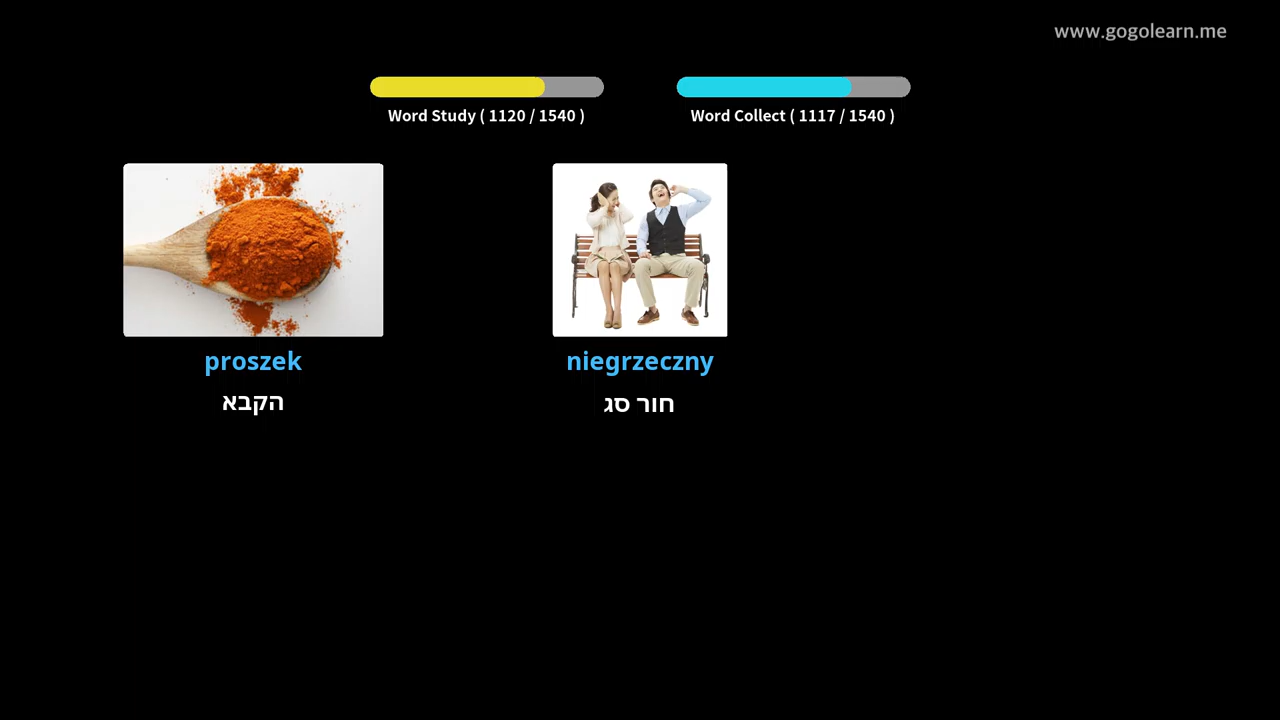 www.gogolearn.me
Word Study ( 1120 / 1540 )
Word Collect ( 1117 / 1540 )
proszek
הקבא
niegrzeczny
חור סג